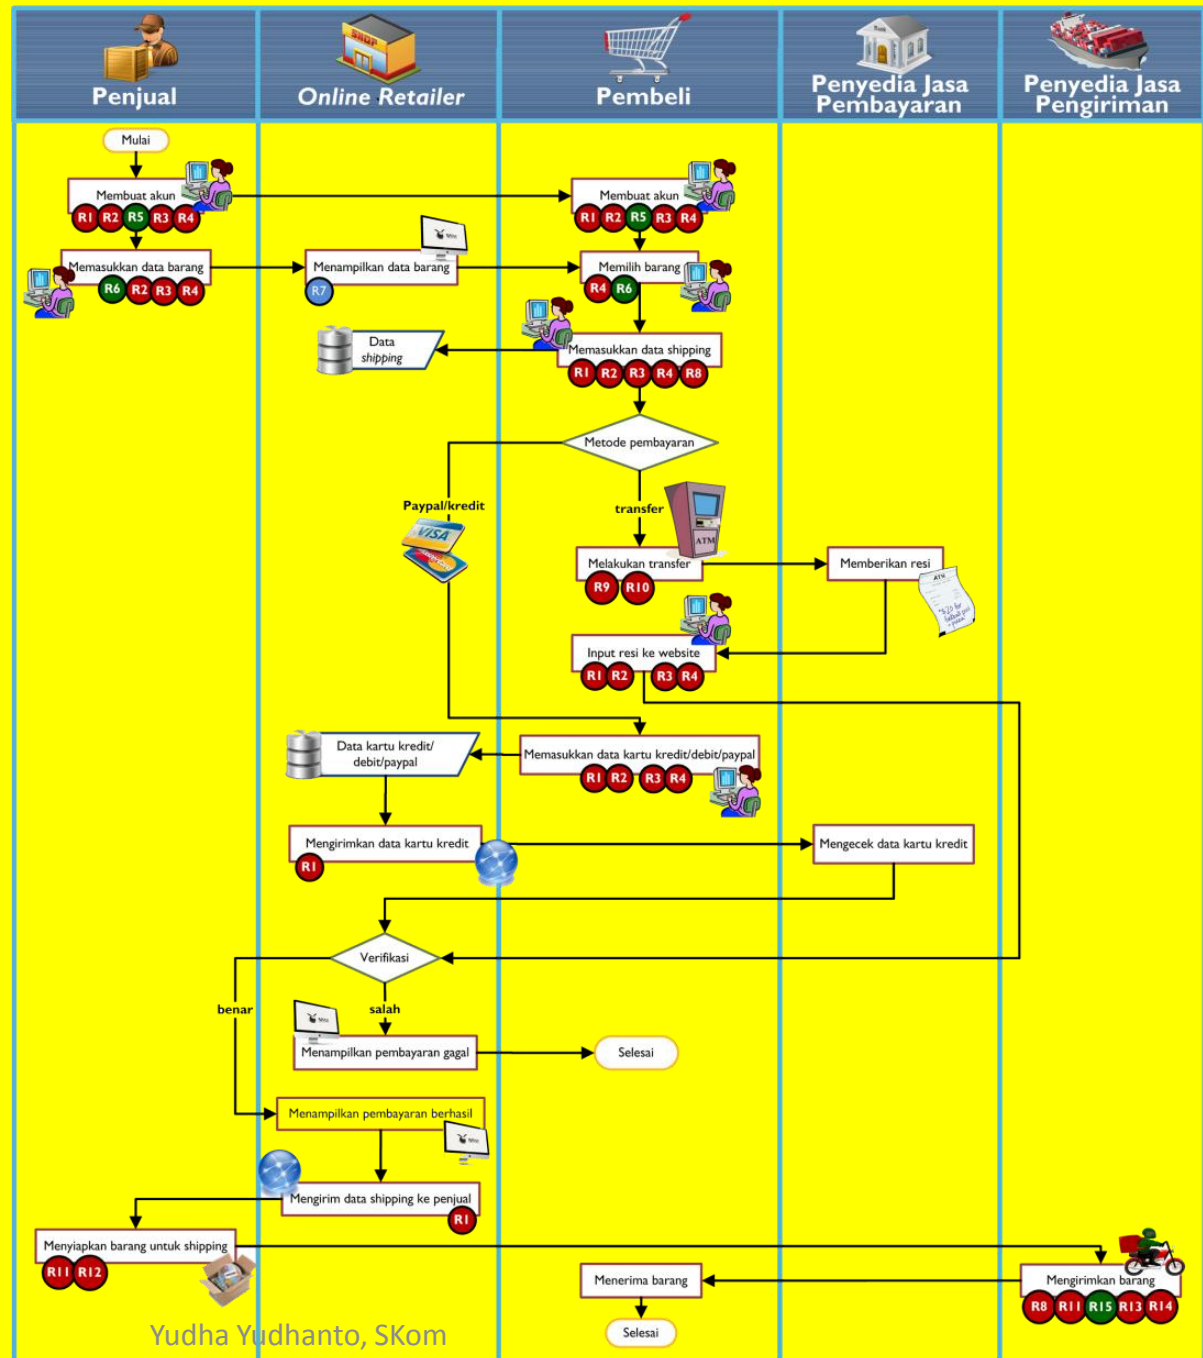 SHOP
Bank
Penjual
Online Retailer
Pembeli
Penyedia Jasa
Pembayaran
Penyedia Jasa
Pengiriman
Mulai
Membuat akun
R1 R2 R5 R3 R4
Membuat akun
R1 R2 R5 R3 R4
Memasukkan data barang
R6 R2 R3 R4
Menampilkan data barang
R7
Memilih barang
R4 R6
Data
shipping
Memasukkan data shipping
R1 R2 R3 R4 R8
Metode pembayaran
Paypal/kredit
VISA
transfer
ATM
Melakukan transfer
R9 R10
Memberikan resi
ATM
Input resi ke website
R1 R2 R3 R4
Data kartu kredit/
debit/paypal
Memasukkan data kartu kredit/debit/paypal
R1 R2 R3 R4
Mengirimkan data kartu kredit
R1
Mengecek data kartu kredit
Verifikasi
benar
salah
Menampilkan pembayaran gagal
Selesai
Menampilkan pembayaran berhasil
Mengirim data shipping ke penjual
R1
Menyiapkan barang untuk shipping
R11 R12
Menerima barang
Mengirimkan barang
R8 R11 R15 R13 R14
Selesai
Yudha Yudhanto, SKom